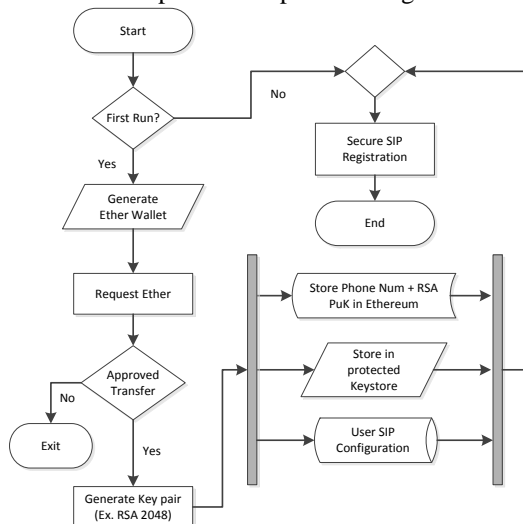 Start
First Run?
No
Yes
Secure SIP
Registration
End
Generate
Ether Wallet
Request Ether
Approved
Transfer
No
Exit
Yes
Generate Key pair
(Ex. RSA 2048)
Store Phone Num + RSA
PuK in Ethereum
Store in
protected
Keystore
User SIP
Configuration